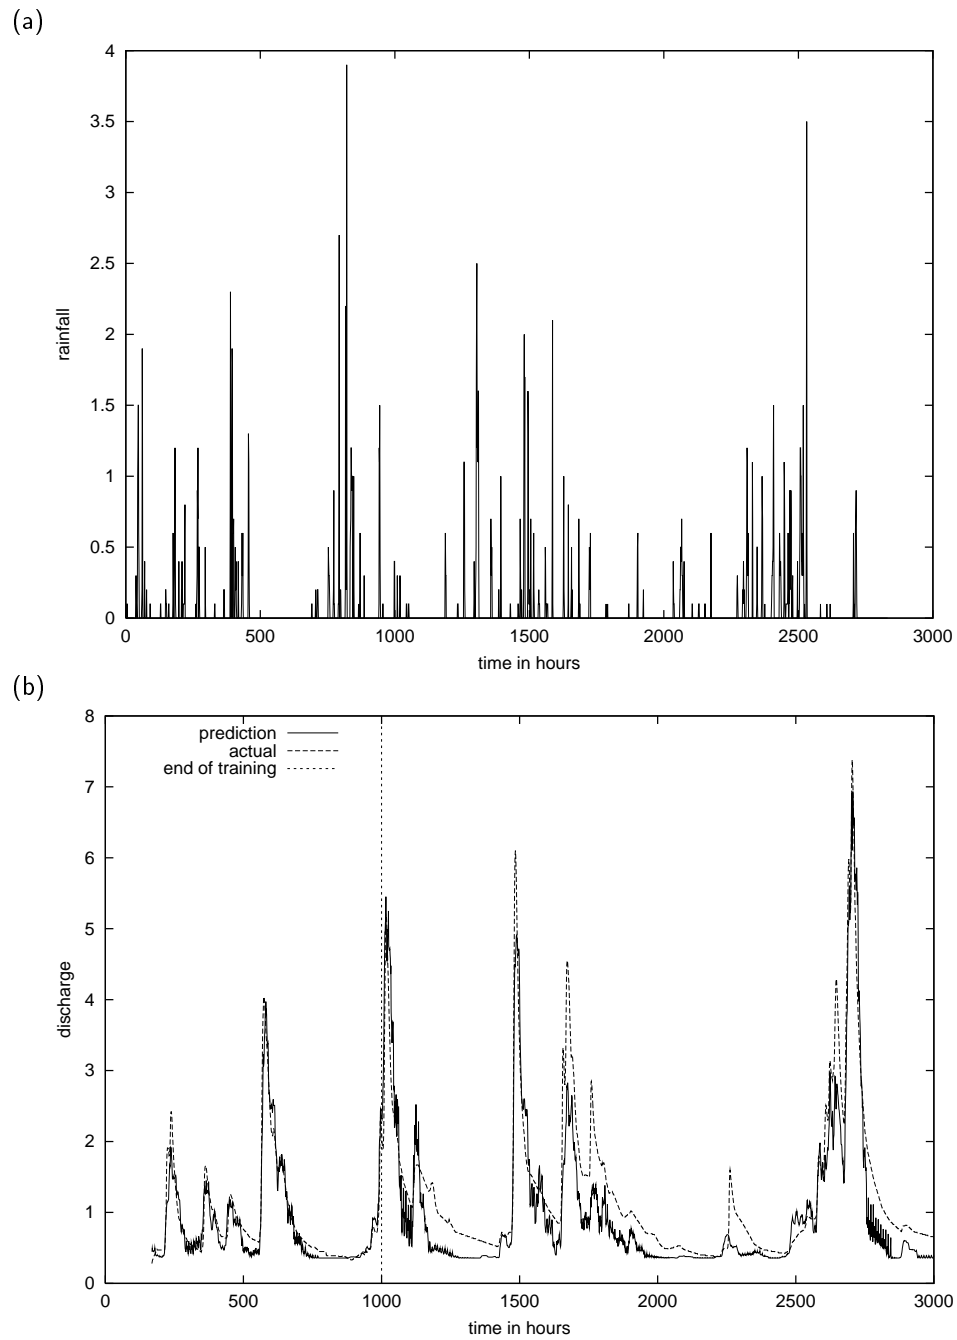 (a)
4
3.5
3
2.5
2
1.5
1
0.5
0
rainfall
0 500 1000 1500 2000 2500 3000
time in hours
(b)
8
7
6
5
4
3
2
1
0
discharge
prediction
actual
end of training
0 500 1000 1500 2000 2500 3000
time in hours